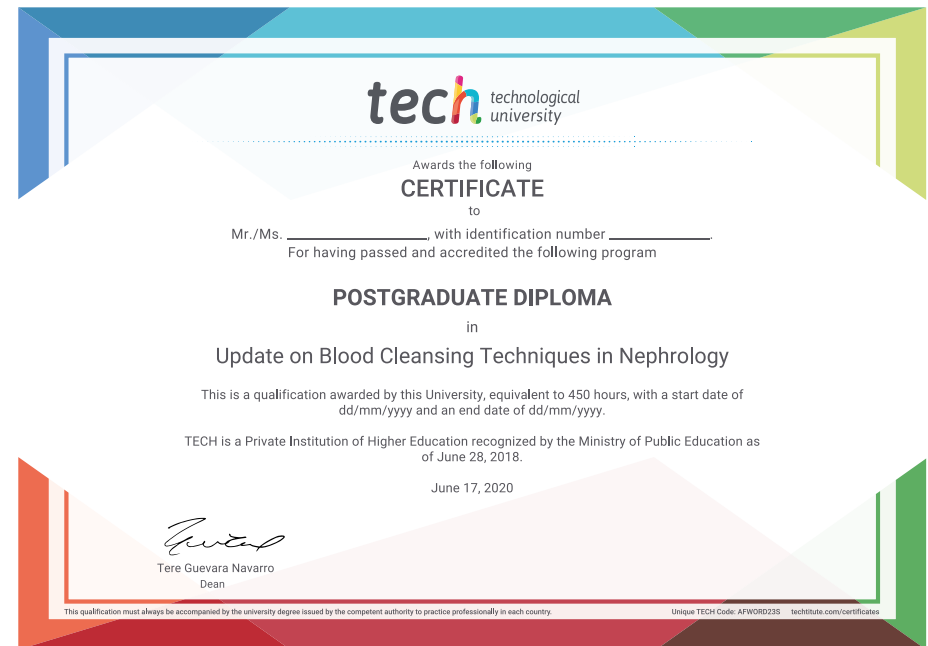 tech technological
university
Awards the following
CERTIFICATE
to
Mr./Ms. ____________________, with identification number ______________.
For having passed and accredited the following program
POSTGRADUATE DIPLOMA
in
Update on Blood Cleansing Techniques in Nephrology
This is a qualification awarded by this University, equivalent to 450 hours, with a start date of
dd/mm/yyyy and an end date of dd/mm/yyyy.
TECH is a Private Institution of Higher Education recognized by the Ministry of Public Education as
of June 28, 2018.
June 17, 2020
Tere Guevara Navarro
Dean
This qualification must always be accompanied by the university degree issued by the competent authority to practice professionally in each country.
Unique TECH Code: AFWORD23S techtitute.com/certificates